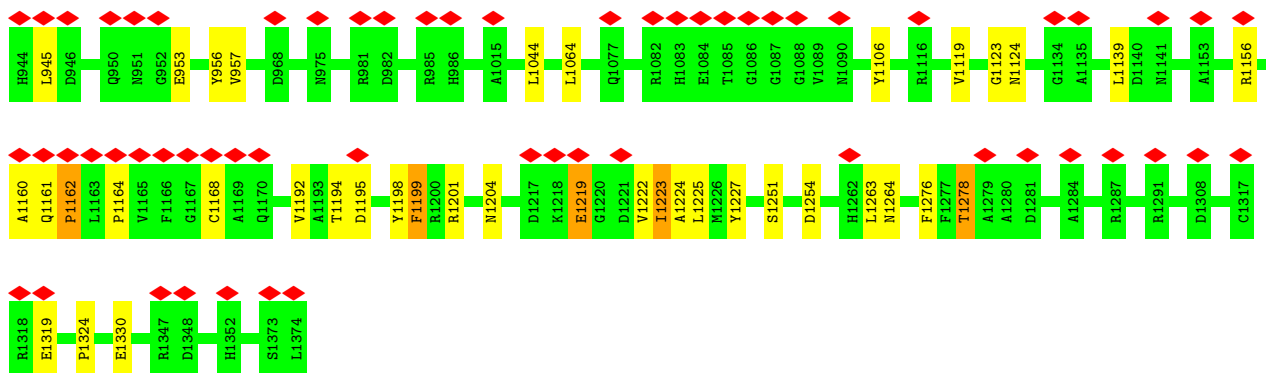 H944 L945 D946 Q950 N951 G952 E953 Y956 V957 D968 N975 R981 D982 R985 H986 A1015 L1044 L1064 Q1077 R1082 H1083 E1084 T1085 G1086 G1087 G1088 V1089 N1090 Y1106 R1116 V1119 G1123 N1124 G1134 A1135 L1139 D1140 N1141 A1153 R1156
A1160 Q1161 P1162 L1163 P1164 V1165 F1166 G1167 C1168 A1169 Q1170 V1192 A1193 T1194 D1195 Y1198 F1199 R1200 R1201 N1204 D1217 K1218 E1219 G1220 D1221 V1222 T1223 A1224 L1225 M1226 Y1227 S1251 D1254 H1262 L1263 N1264 F1276 F1277 T1278 A1279 A1280 D1281 A1284 R1287 R1291 D1308 C1317
R1318 E1319 P1324 E1330 R1347 D1348 H1352 S1373 L1374